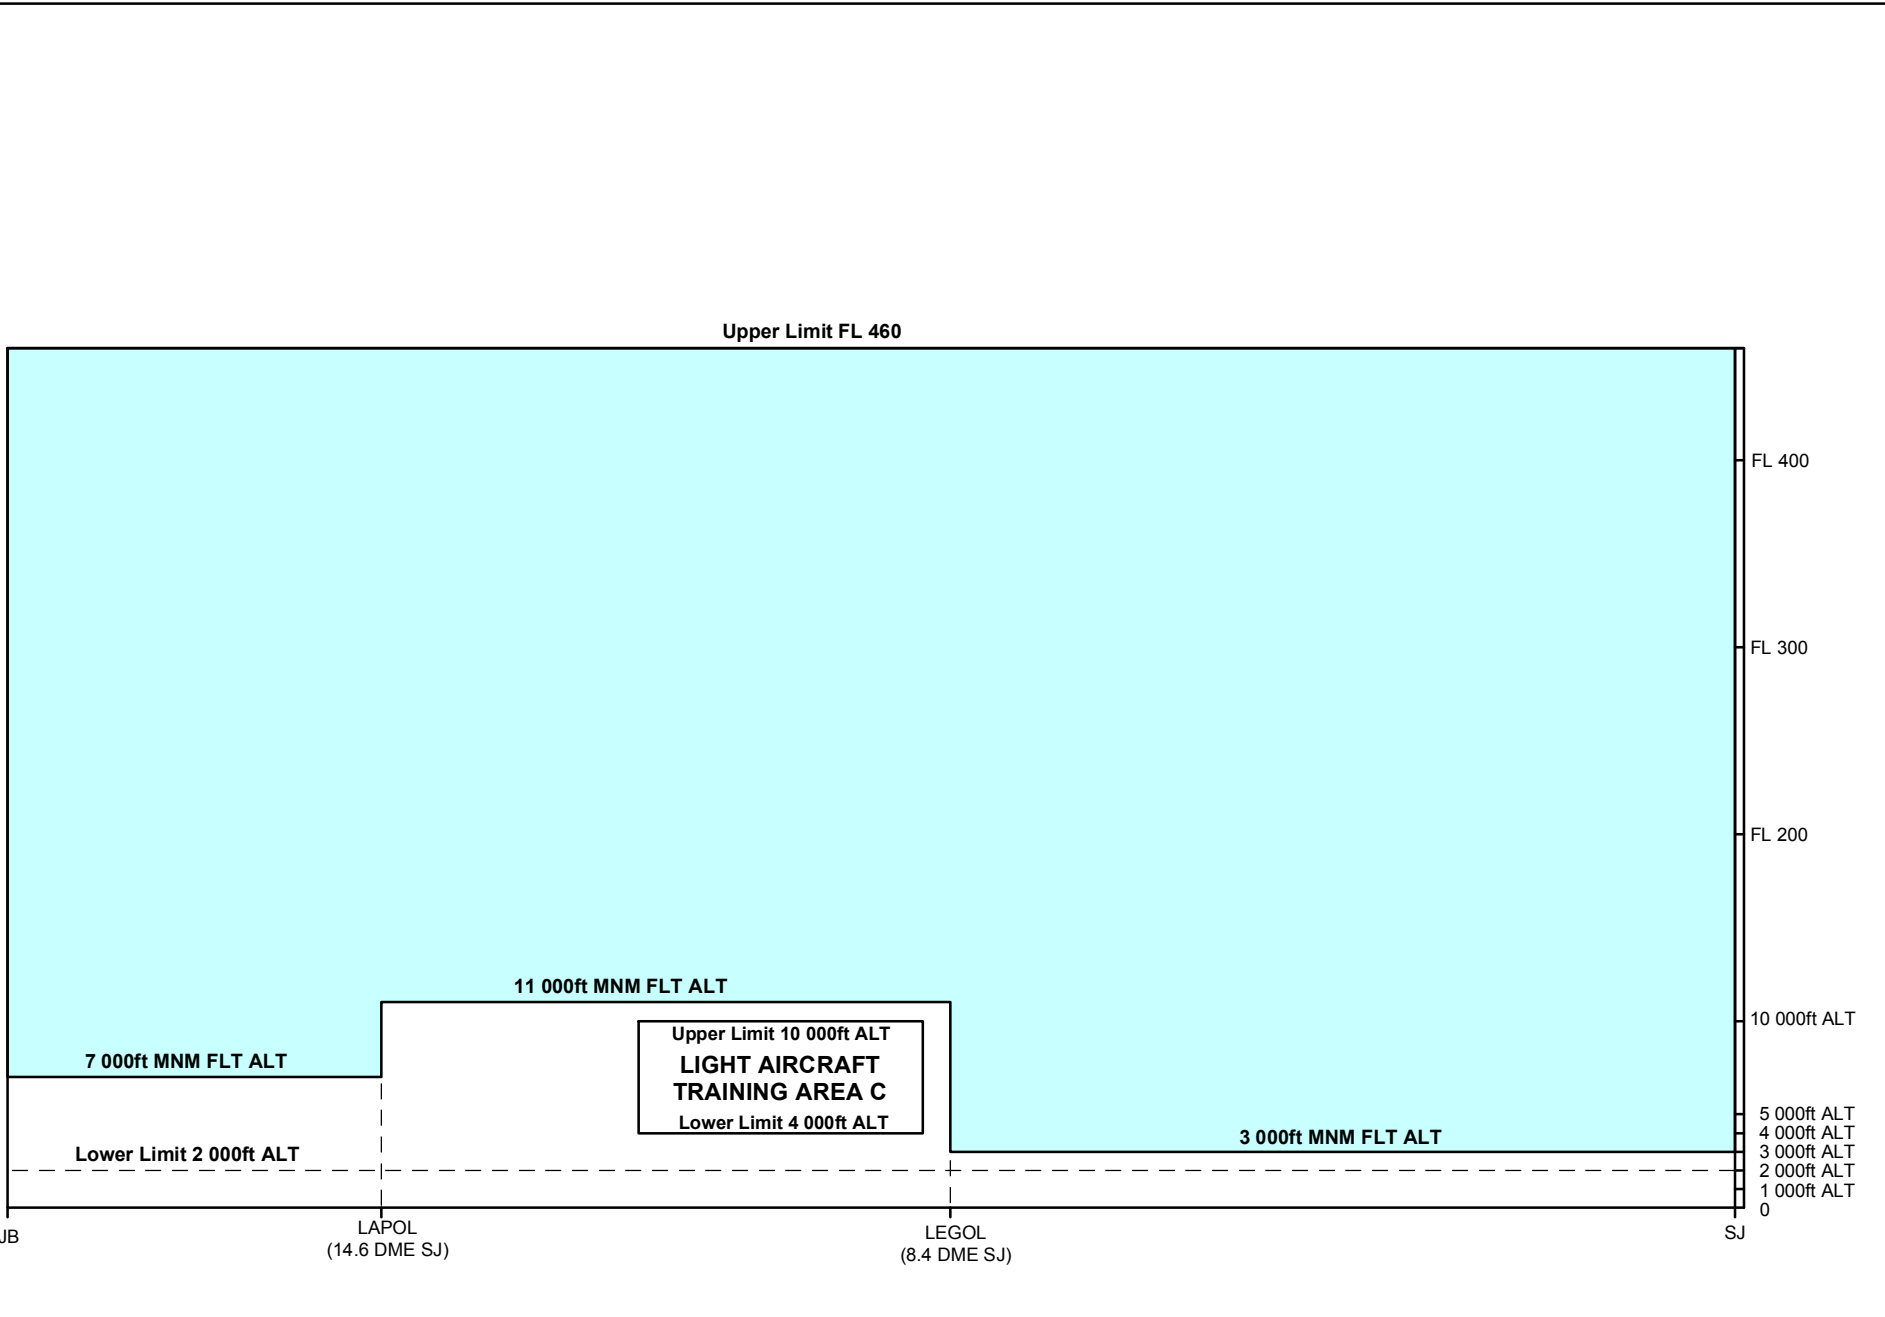 Upper Limit FL 460
FL 400
FL 300
FL 200
11 000ft MNM FLT ALT
10 000ft ALT
Upper Limit 10 000ft ALT
LIGHT AIRCRAFT
TRAINING AREA C
Lower Limit 4 000ft ALT
7 000ft MNM FLT ALT
5 000ft ALT
4 000ft ALT
3 000ft MNM FLT ALT
3 000ft ALT
Lower Limit 2 000ft ALT
2 000ft ALT
1 000ft ALT
0
JB
LAPOL
(14.6 DME SJ)
LEGOL
(8.4 DME SJ)
SJ